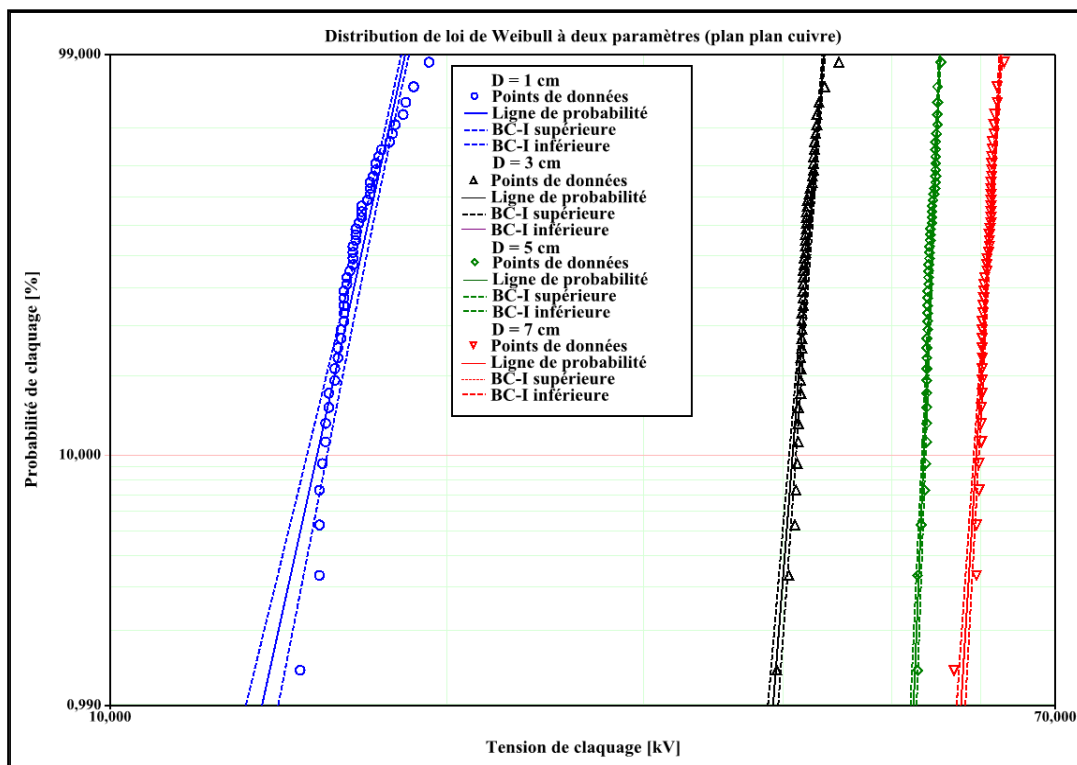 Distribution de loi de Weibull à deux paramètres (plan plan cuivre)
99,000
D = 1 cm
Points de données
Ligne de probabilité
BC-I supérieure
BC-I inférieure
D = 3 cm
Points de données
Ligne de probabilité
BC-I supérieure
BC-I inférieure
D = 5 cm
Points de données
Ligne de probabilité
BC-I supérieure
BC-I inférieure
D = 7 cm
Points de données
Ligne de probabilité
BC-I supérieure
BC-I inférieure
Probabilité de claquage [%]
10,000
0,990
10,000
70,000
Tension de claquage [kV]